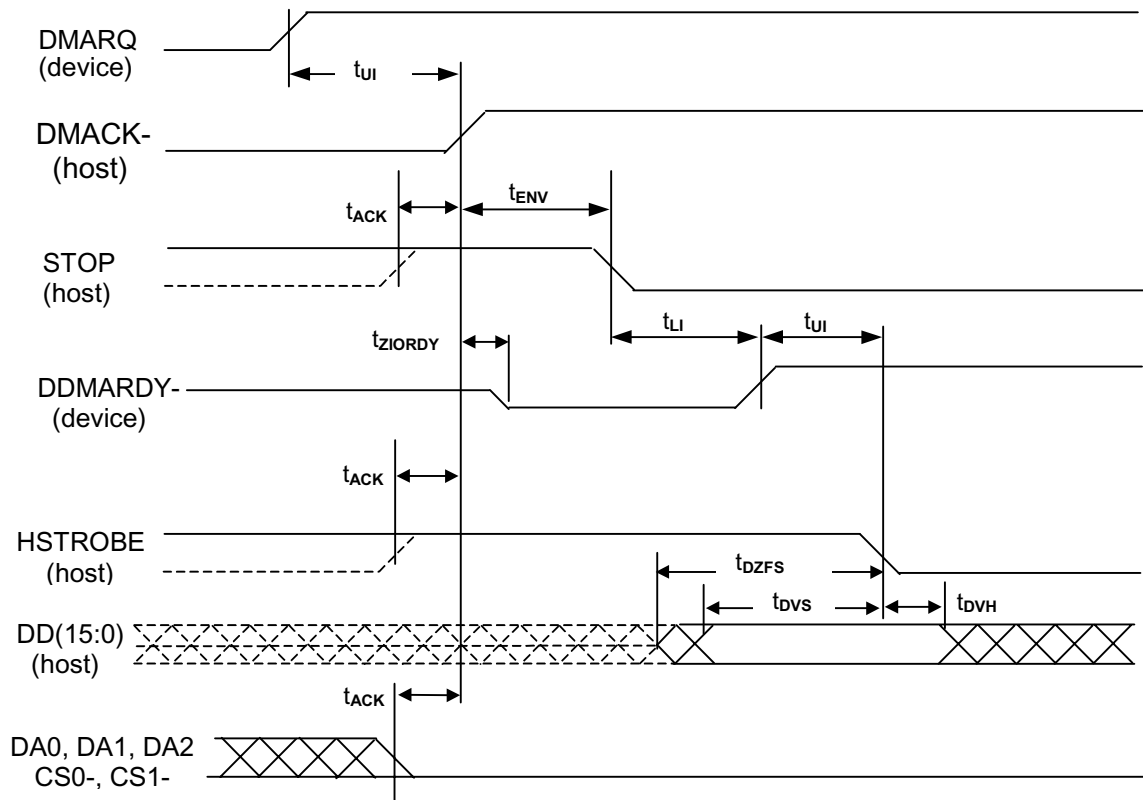 DMARQ
(device)
tUI
DMACK-
(host)
tACK
tENV
STOP
(host)
tZIORDY
tLI
tUI
DDMARDY-
(device)
tACK
HSTROBE
(host)
tDZFS
tDVS
tDVH
DD(15:0)
(host)
tACK
DA0, DA1, DA2
CS0-, CS1-